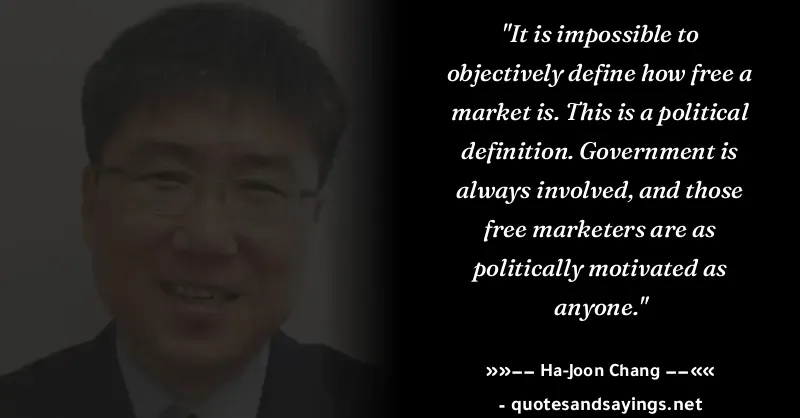 "It is impossible to
objectively define how free a
market is. This is a political
definition. Government is
always involved, and those
free marketers are as
politically motivated as
anyone."
»»–– Ha-Joon Chang ––««
- quotesandsayings.net